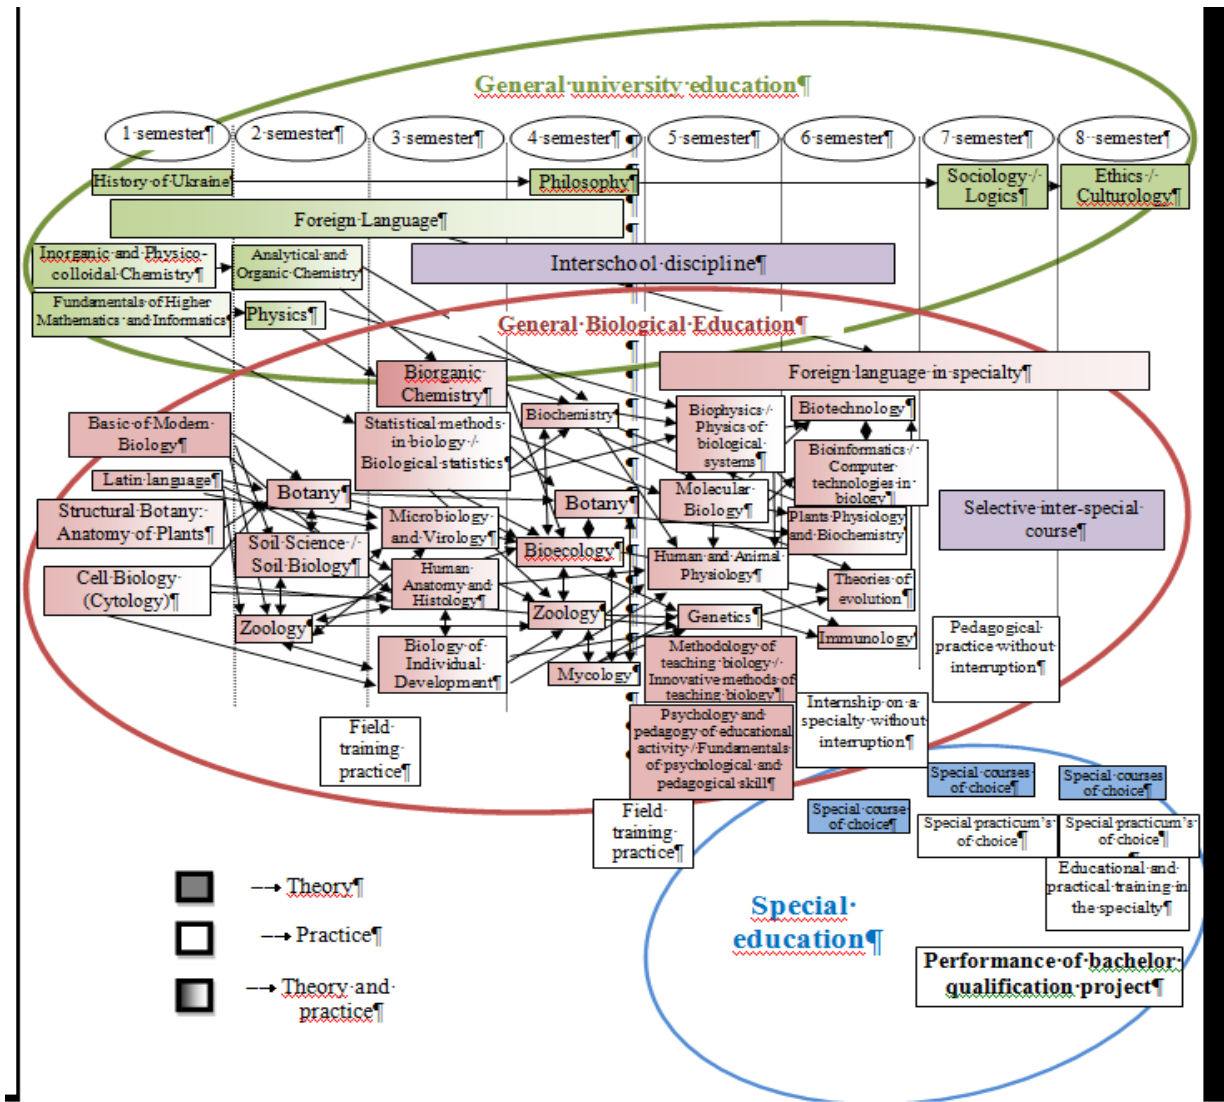 General university education¶
1 semester¶
2 semester¶
3 semester¶
4 semester¶
5 semester¶
6 semester¶
7 semester¶
8 semester¶
History of Ukraine
Philosophy¶
Sociology /
Logics¶
Ethics /
Culturology¶
Foreign Language¶
Inorganic and Physico-
colloidal Chemistry¶
Analytical and
Organic Chemistry
Interschool discipline¶
Fundamentals of Higher
Mathematics and Informatics
Physics¶
General Biological Education¶
Biorganic
Chemistry¶
Foreign language in specialty¶
Basic of Modern
Biology¶
Statistical methods
in biology /
Biological statistics¶
Biochemistry
Biophysics /
Physics of
biological
systems¶
Biotechnology¶
Bioinformatics /
Computer
technologies in
biology¶
Latin language¶
Botany¶
Botany¶
Molecular
Biology¶
Selective inter-special
course¶
Structural Botany:
Anatomy of Plants¶
Microbiology
and Virology¶
Plants Physiology
and Biochemistry
Soil Science /
Soil Biology¶
Bioecology¶
Human and Animal
Physiology¶
Cell Biology
(Cytology)¶
Human
Anatomy and
Histology¶
Theories of
evolution¶
Zoology¶
Zoology¶
Genetics¶
Immunology¶
Pedagogical
practice without
interruption¶
Biology of
Individual
Development¶
Mycology¶
Methodology of
teaching biology /
Innovative methods of
teaching biology¶
Internship on a
specialty without
interruption¶
Psychology and
pedagogy of educational
activity / Fundamentals
of psychological and
pedagogical skill¶
Field
training
practice¶
Field
training
practice¶
Special course
of choice¶
Special courses
of choice¶
Special courses
of choice¶
Special practicum's
of choice¶
Special practicum's
of choice¶
Educational and
practical training in
the specialty¶
Special
education¶
Performance of bachelor
qualification project¶
→ Theory¶
→ Practice¶
→ Theory and
practice¶